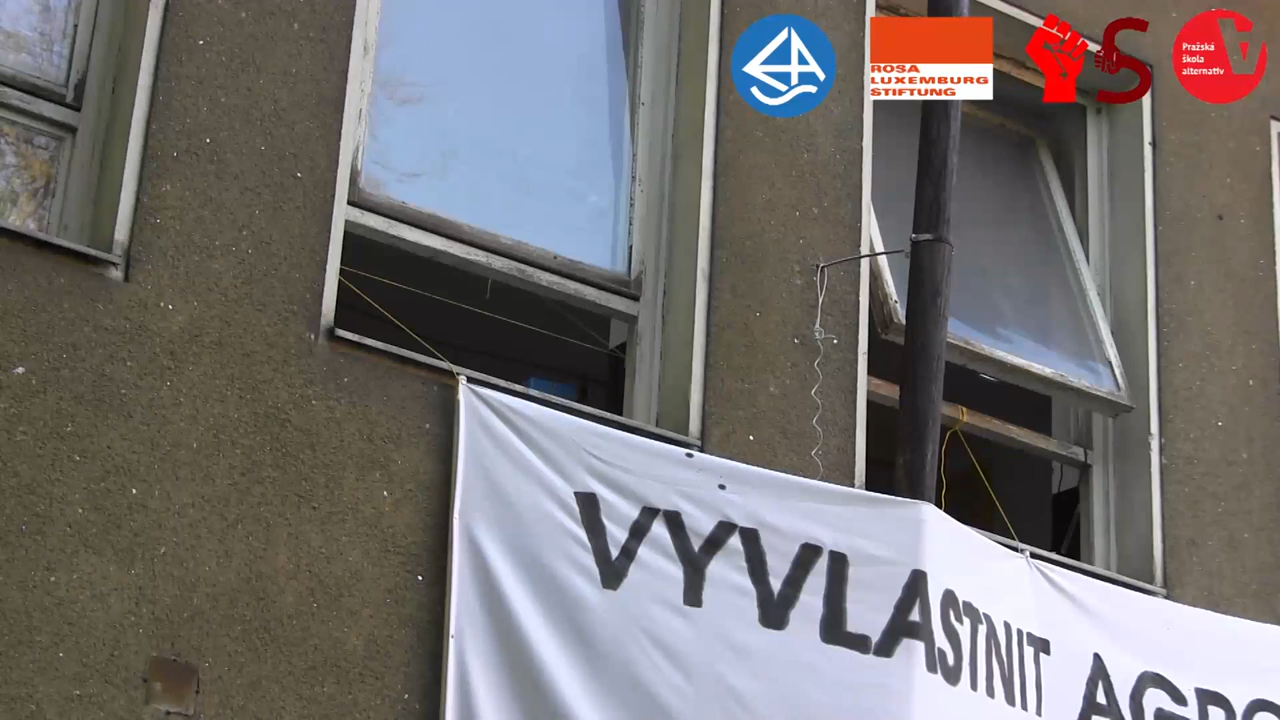 ROSA
LUXEMBURG
STIFTUNG
S
Pražská
škola
alternativ
VYVLASTNIT